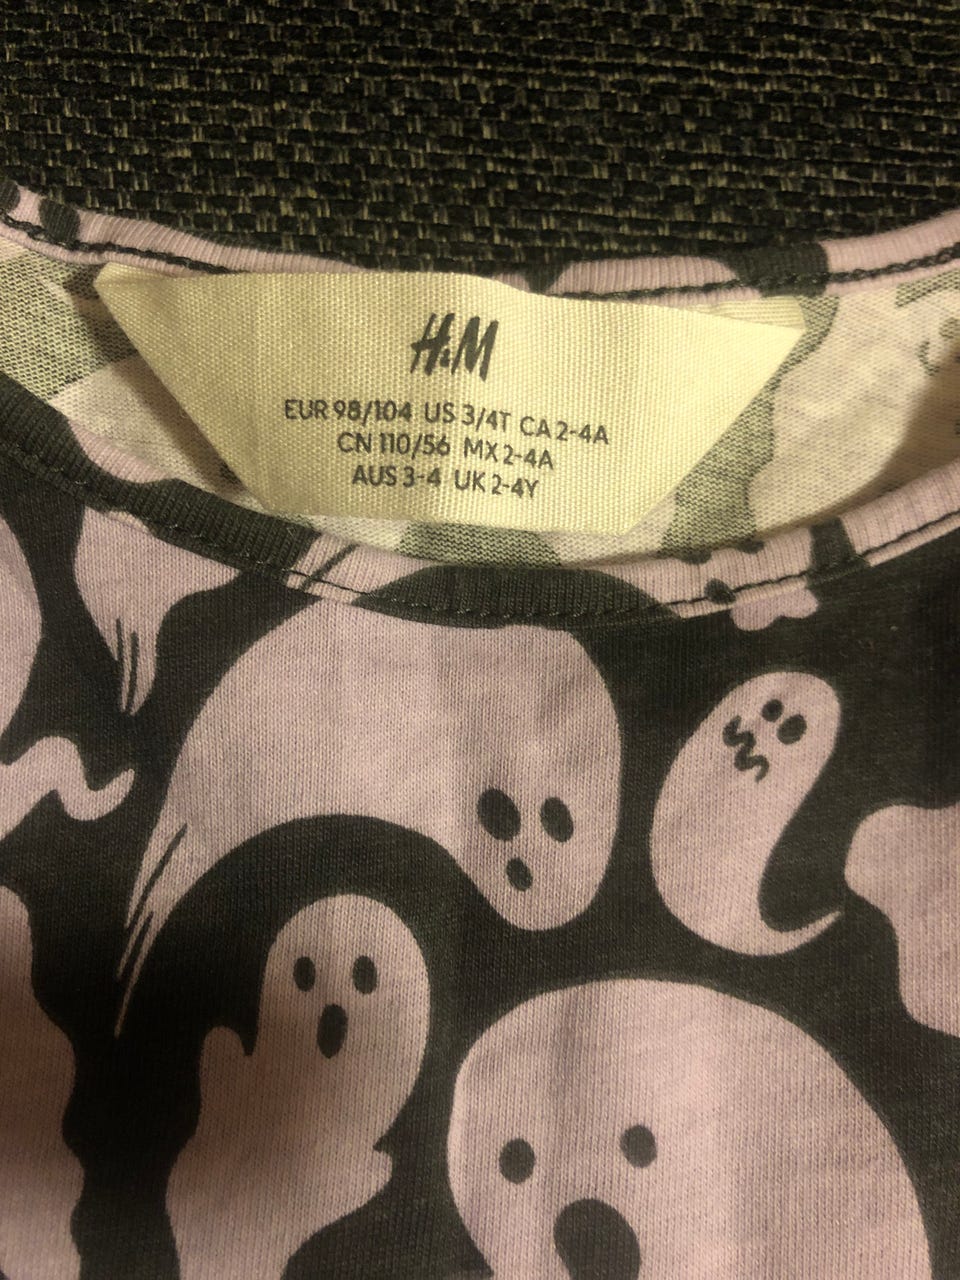 H&M
EUR 98/104 US 3/4T CA 2-4A
CN 110/56 MX 2-4A
AUS 3-4 UK 2-4Y